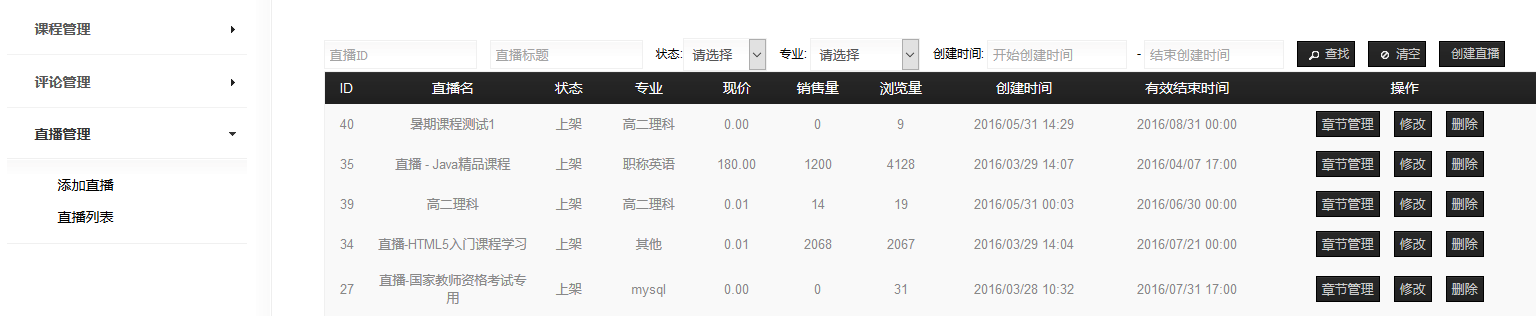 课程管理
评论管理
直播管理
添加直播
直播列表
直播ID 直播标题 状态: 请选择 专业: 请选择 创建时间: 开始创建时间 - 结束创建时间 查找 清空 创建直播
ID 直播名 状态 专业 现价 销售量 浏览量 创建时间 有效结束时间 操作
40 暑期课程测试1 上架 高二理科 0.00 0 9 2016/05/31 14:29 2016/08/31 00:00 章节管理 修改 删除
35 直播 - Java精品课程 上架 职称英语 180.00 1200 4128 2016/03/29 14:07 2016/04/07 17:00 章节管理 修改 删除
39 高二理科 上架 高二理科 0.01 14 19 2016/05/31 00:03 2016/06/30 00:00 章节管理 修改 删除
34 直播-HTML5入门课程学习 上架 其他 0.01 2068 2067 2016/03/29 14:04 2016/07/21 00:00 章节管理 修改 删除
27 直播-国家教师资格考试专 上架 mysql 0.00 0 31 2016/03/28 10:32 2016/07/31 17:00 章节管理 修改 删除
用